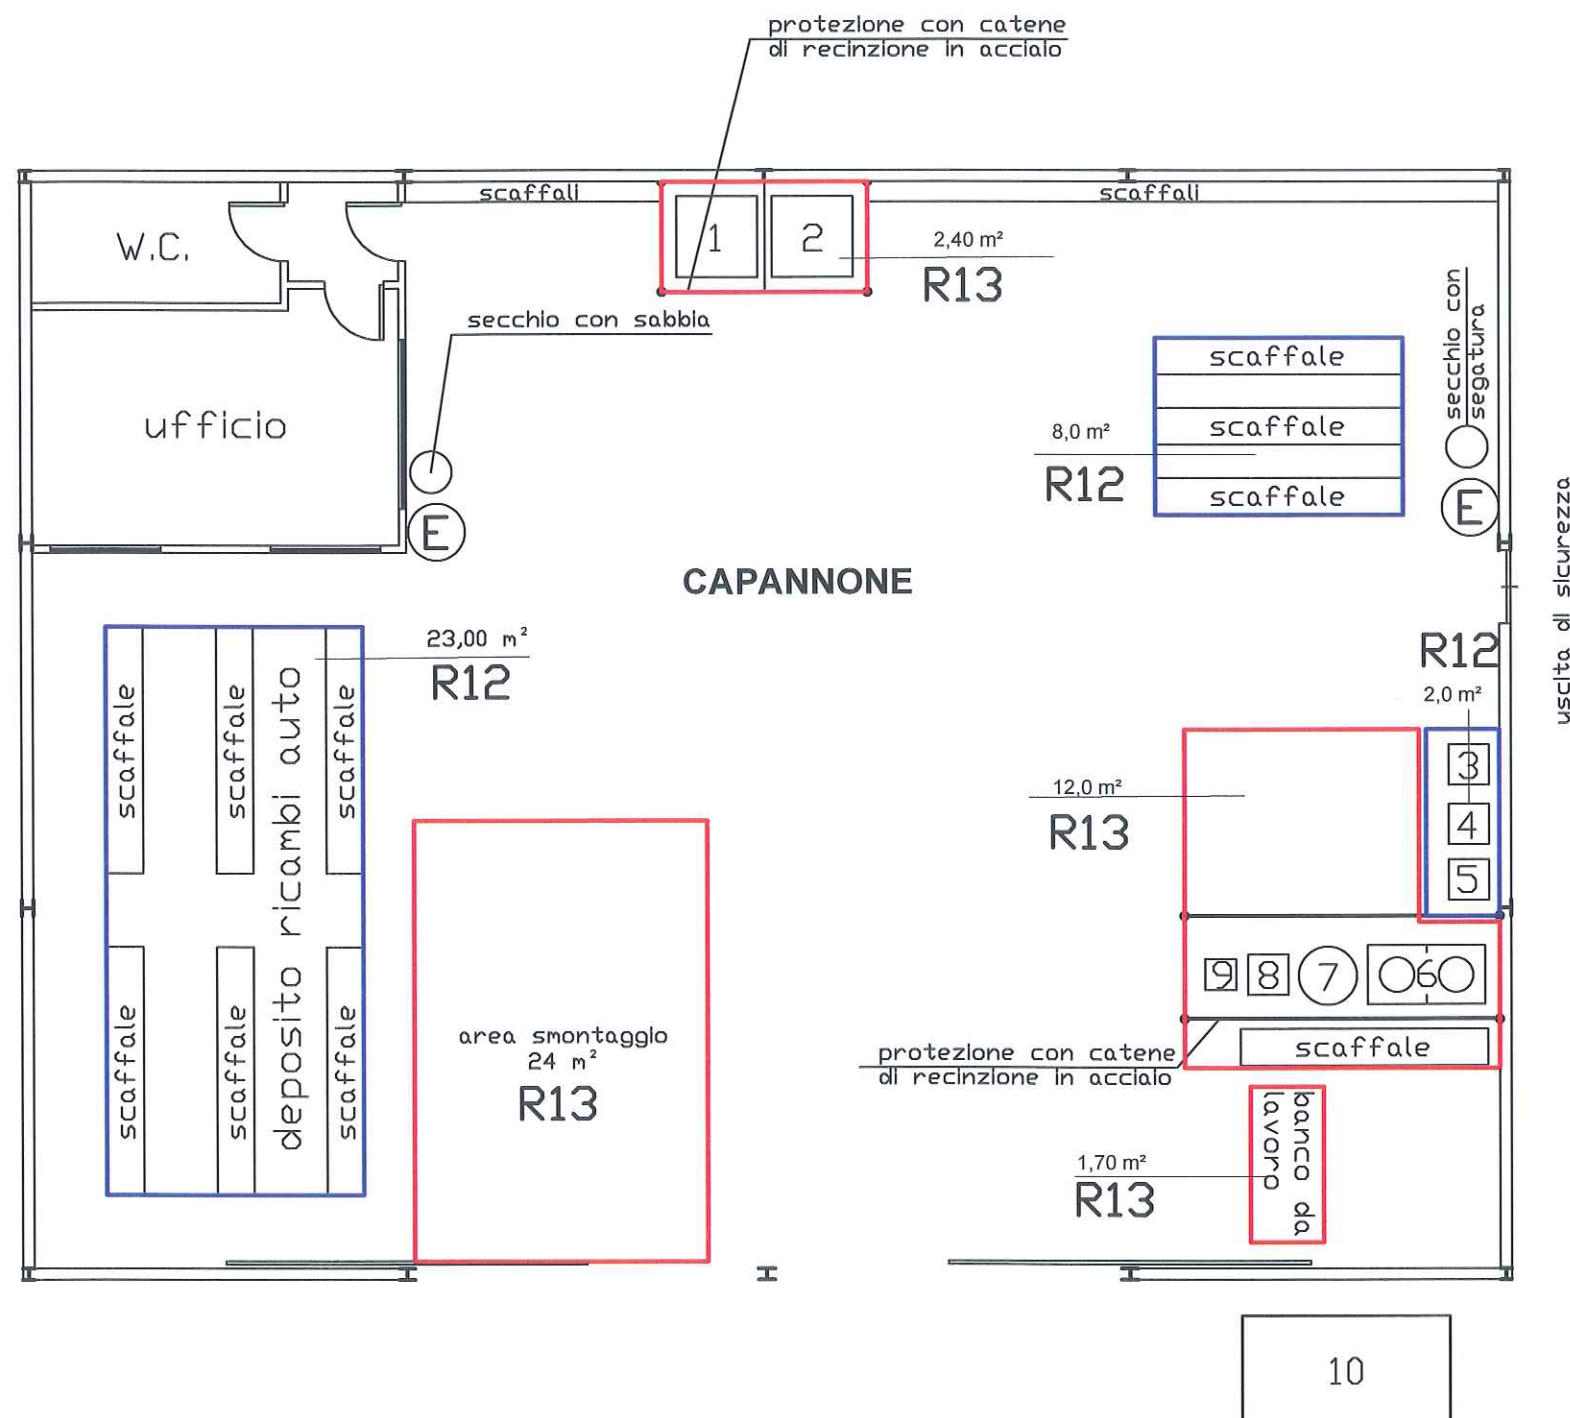 protezione con catene
di recinzione in acciaio
scaffali
scaffali
W.C.
1
2
2,40 m²
R13
secchio con sabbia
secchio con
segatura
scaffale
scaffale
scaffale
8,0 m²
R12
ufficio
E
E
CAPANNONE
uscita di sicurezza
23,00 m²
R12
R12
2,0 m²
scaffale
scaffale
deposito ricambi auto
scaffale
3
4
5
12,0 m²
R13
9
8
7
6
scaffale
scaffale
scaffale
scaffale
area smontaggio
24 m²
R13
protezione con catene
di recinzione in acciaio
banco da
lavoro
1,70 m²
R13
10